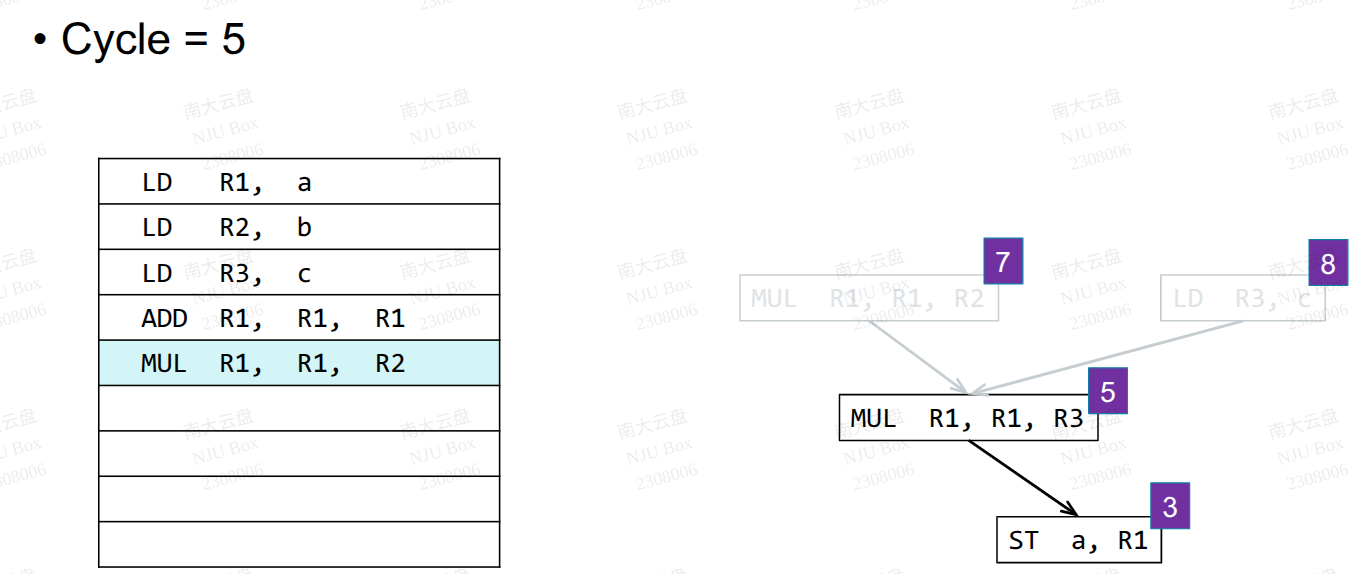 • Cycle = 5
LD R1, a
LD R2, b
LD R3, c
ADD R1, R1, R1
MUL R1, R1, R2
7
8
MUL R1, R1, R2
LD R3, c
5
MUL R1, R1, R3
3
ST a, R1
南大云盘
NJU Box
2308006